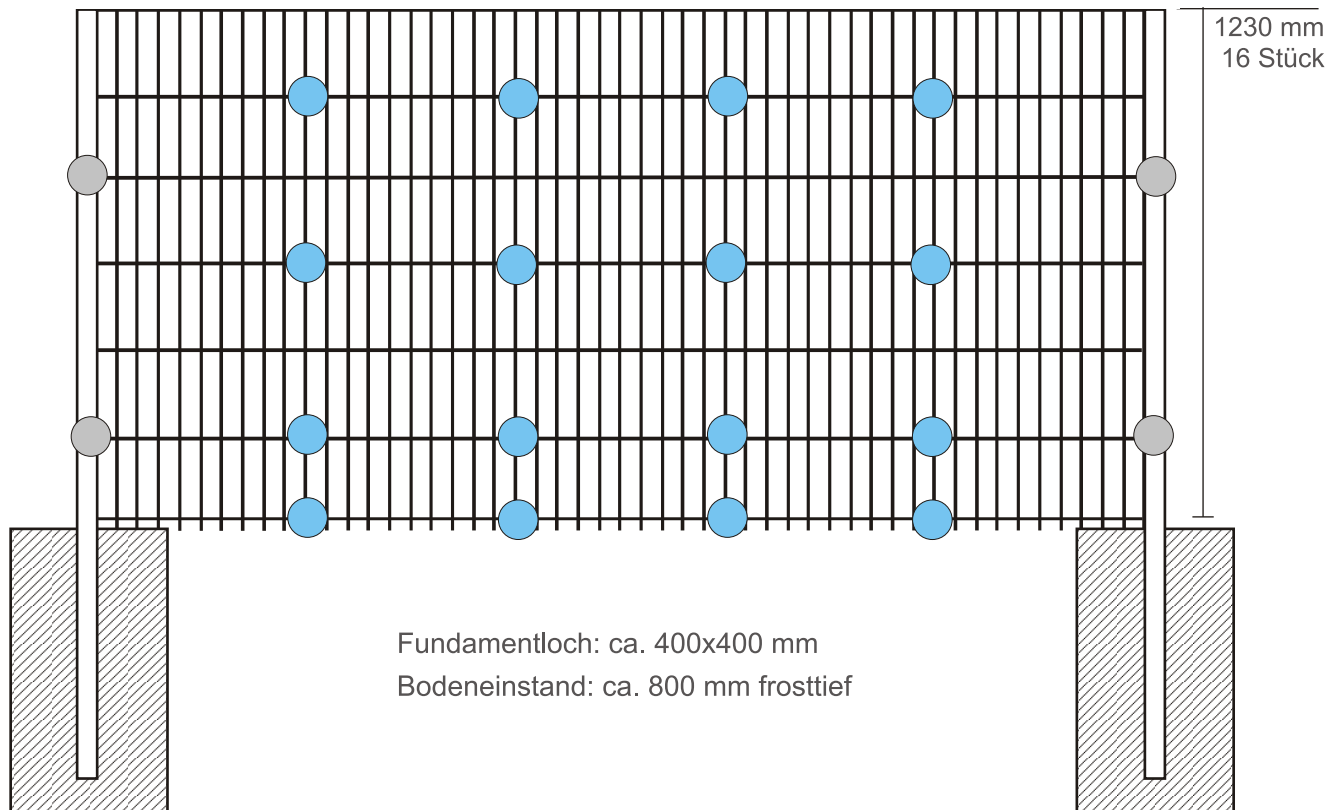 1230 mm
16 Stück
Fundamentloch: ca. 400x400 mm
Bodeneinstand: ca. 800 mm frosttief